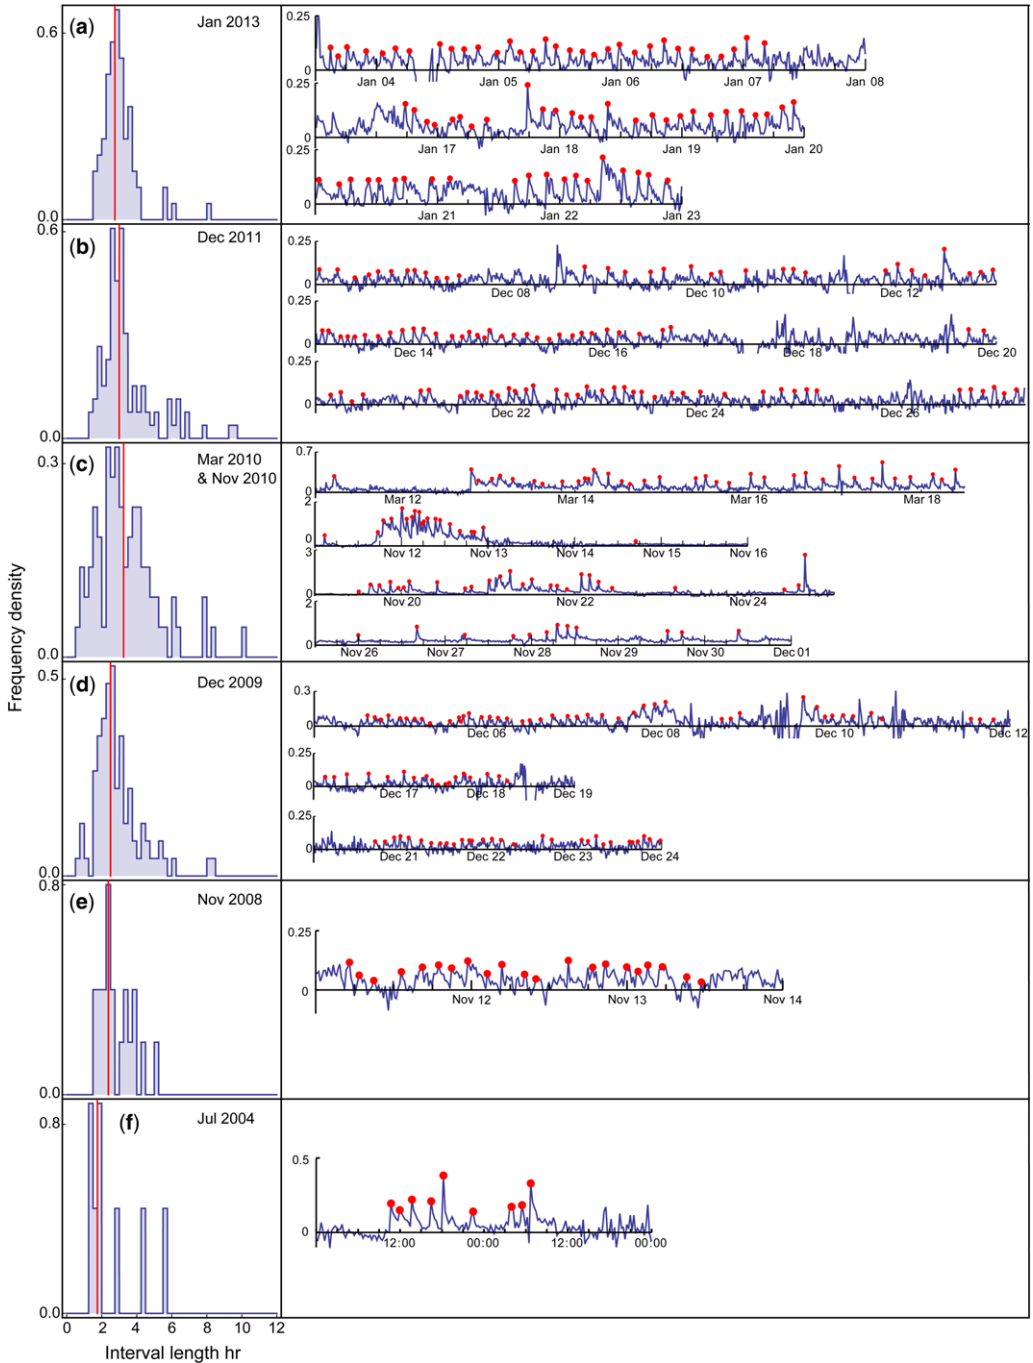 (a)
Jan 2013
0.6
0.0
0.25
0
Jan 04 Jan 05 Jan 06 Jan 07 Jan 08
0.25
0
Jan 17 Jan 18 Jan 19 Jan 20
0.25
0
Jan 21 Jan 22 Jan 23
(b)
Dec 2011
0.6
0.0
0.25
0
Dec 08 Dec 10 Dec 12
0.25
0
Dec 14 Dec 16 Dec 18 Dec 20
0.25
0
Dec 22 Dec 24 Dec 26
(c)
Mar 2010
& Nov 2010
0.3
0.0
0.7
0
Mar 12 Mar 14 Mar 16 Mar 18
2
0
Nov 12 Nov 13 Nov 14 Nov 15 Nov 16
3
0
Nov 20 Nov 22 Nov 24
2
0
Nov 26 Nov 27 Nov 28 Nov 29 Nov 30 Dec 01
Frequency density
(d)
Dec 2009
0.5
0.0
0.3
0
Dec 06 Dec 08 Dec 10 Dec 12
0.25
0
Dec 17 Dec 18 Dec 19
0.25
0
Dec 21 Dec 22 Dec 23 Dec 24
(e)
Nov 2008
0.8
0.0
0.25
0
Nov 12 Nov 13 Nov 14
(f)
Jul 2004
0.8
0.0
0.5
0
12:00 00:00 12:00 00:00
0 2 4 6 8 10 12
Interval length hr